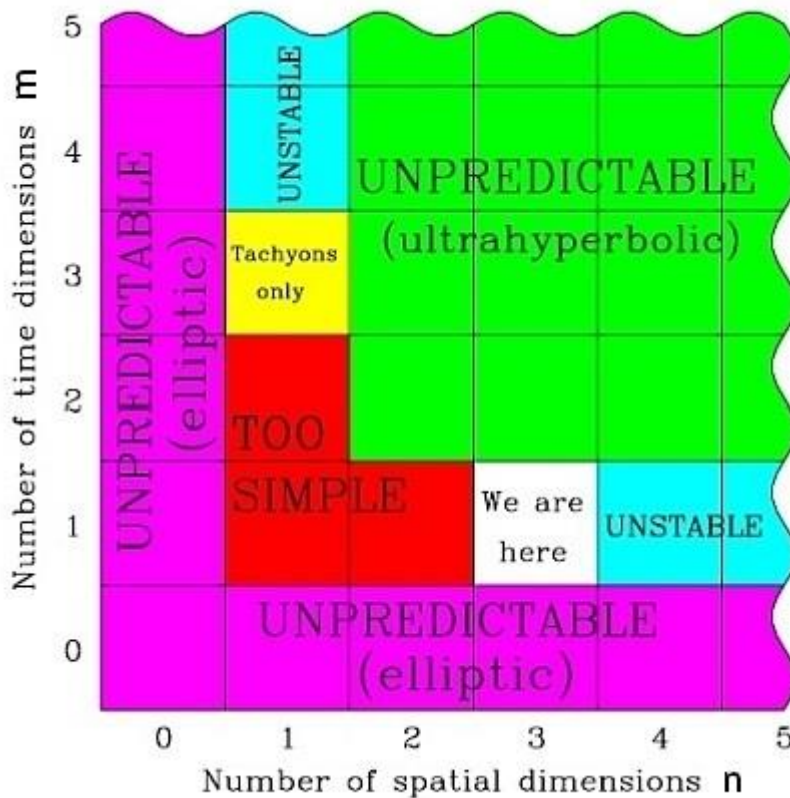 5
4
3
2
1
0
Number of time dimensions m
UNPREDICTABLE
(elliptic)
UNSTABLE
UNPREDICTABLE
(ultrahyperbolic)
Tachyons
only
TOO
SIMPLE
We are
here
UNSTABLE
UNPREDICTABLE
(elliptic)
0 1 2 3 4 5
Number of spatial dimensions n